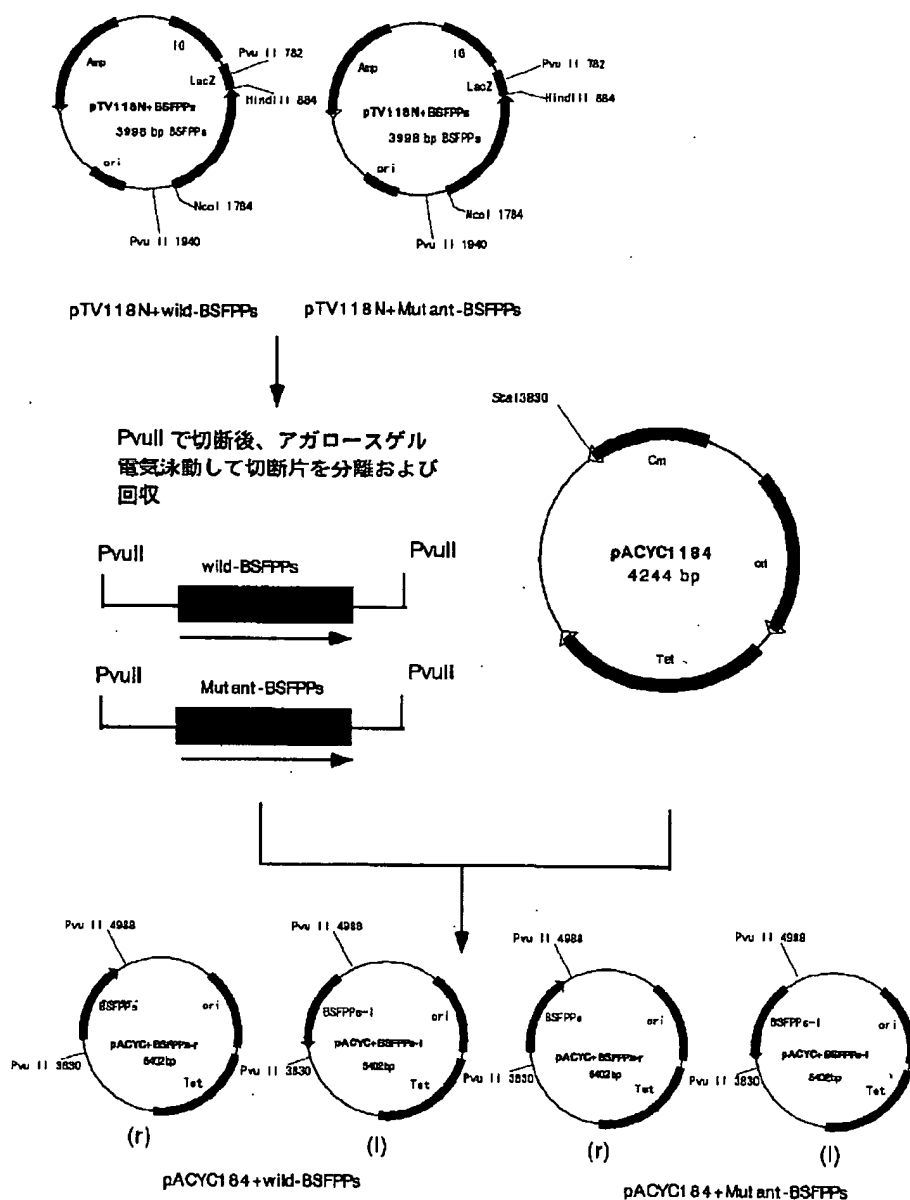 Amp
IG
Pvu II 782
LacZ
HindIII 884
pTV118N+BSFPPs
3998 bp BSFPPs
ori
NcoI 1784
Pvu II 1940
Amp
IG
Pvu II 782
LacZ
HindIII 884
pTV118N+BSFPPs
3998 bp BSFPPs
ori
NcoI 1784
Pvu II 1940
pTV118N+wild-BSFPPs
pTV118N+Mutant-BSFPPs
PvuII で切断後、アガロースゲル
電気泳動して切断片を分離および
回収
PvuII
wild-BSFPPs
PvuII
PvuII
Mutant-BSFPPs
PvuII
ScaI3830
Cm
pACYC1184
4244 bp
ori
Tet
Pvu II 4988
BSFPPs
ori
pACYC+BSFPPs-r
5402bp
Pvu II 3830
Tet
(r)
Pvu II 4988
BSFPPs-l
ori
pACYC+BSFPPs-l
5402bp
Pvu II 3830
Tet
(l)
pACYC184+wild-BSFPPs
Pvu II 4988
BSFPPs
ori
pACYC+BSFPPs-r
5402bp
Pvu II 3830
Tet
(r)
Pvu II 4988
BSFPPs-l
ori
pACYC+BSFPPs-l
5402bp
Pvu II 3830
Tet
(l)
pACYC184+Mutant-BSFPPs